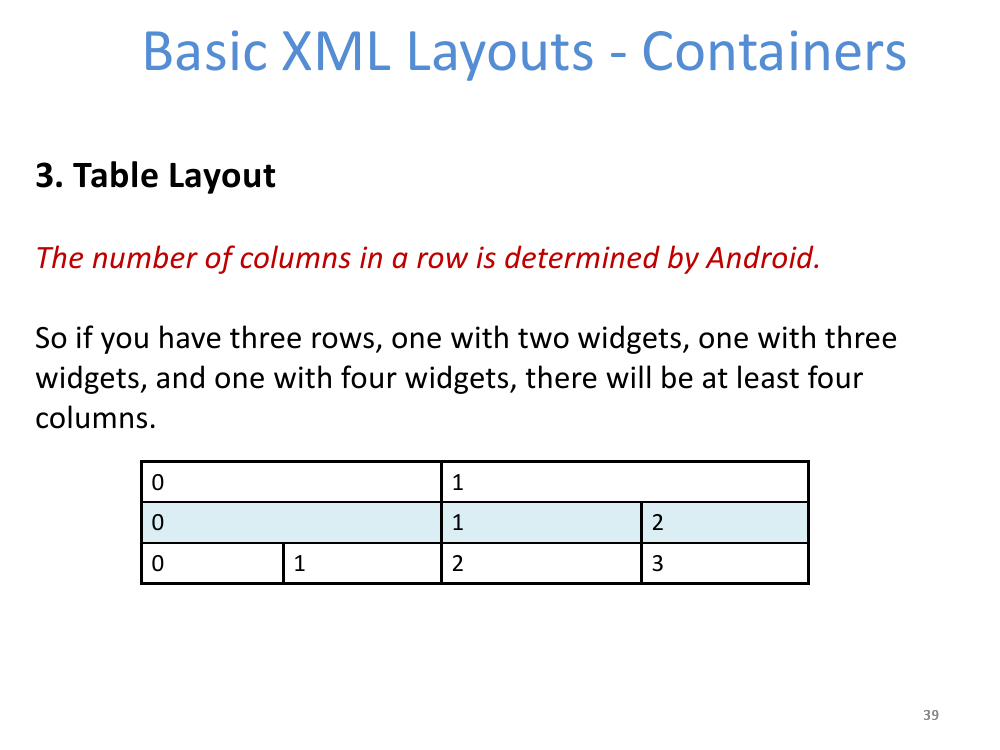 Basic XML Layouts - Containers
3. Table Layout
The number of columns in a row is determined by Android.
So if you have three rows, one with two widgets, one with three
widgets, and one with four widgets, there will be at least four
columns.
0 1
0 1 2
0 1 2 3
39